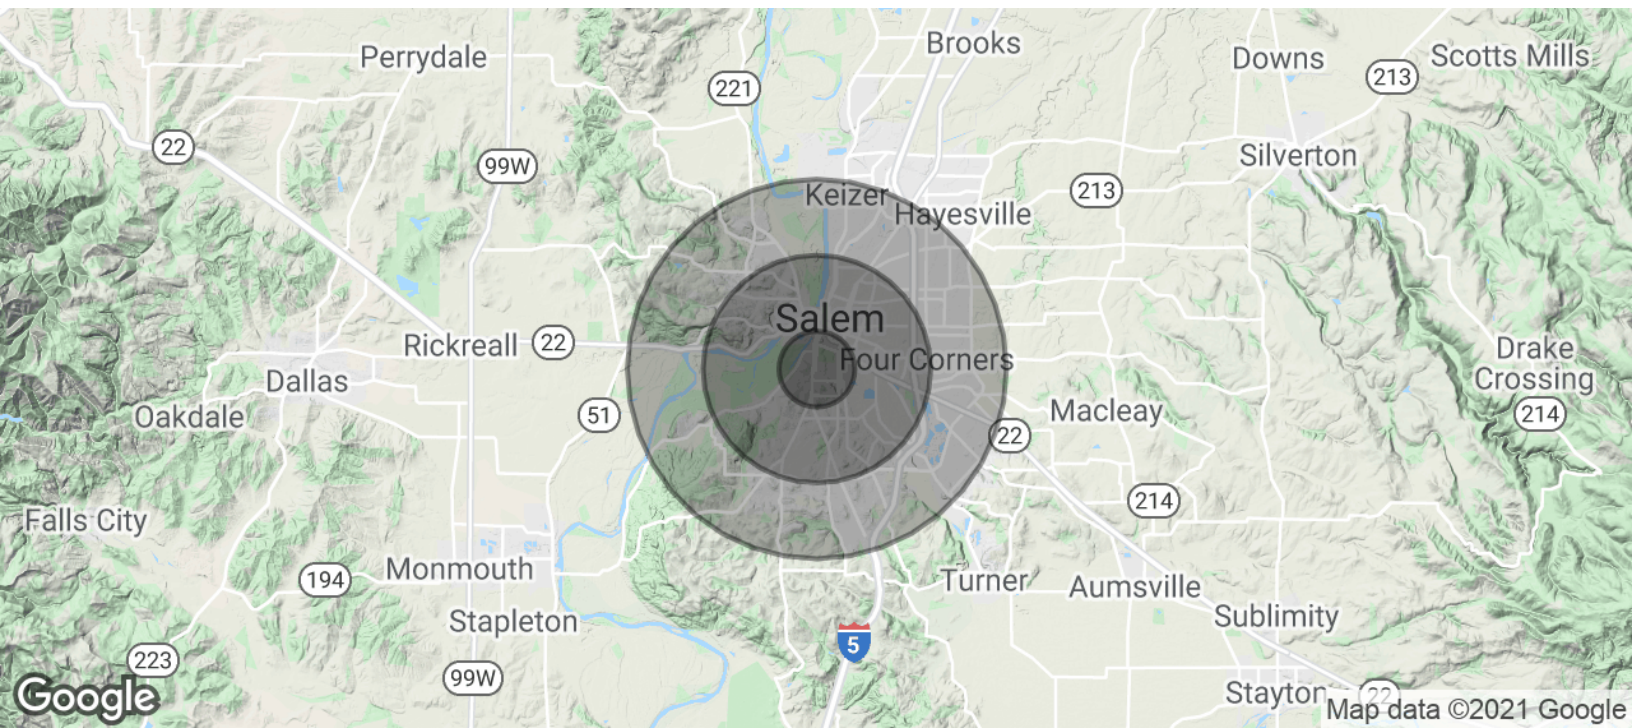 Perrydale
Brooks
Downs
Scotts Mills
213
221
22
99W
Silverton
213
Keizer
Hayesville
Salem
Rickreall
22
Four Corners
Drake
Crossing
Dallas
Oakdale
51
Macleay
214
22
214
Falls City
194
Monmouth
Turner
Aumsville
Stapleton
Sublimity
5
223
99W
Google
Stayton
22
Map data ©2021 Google